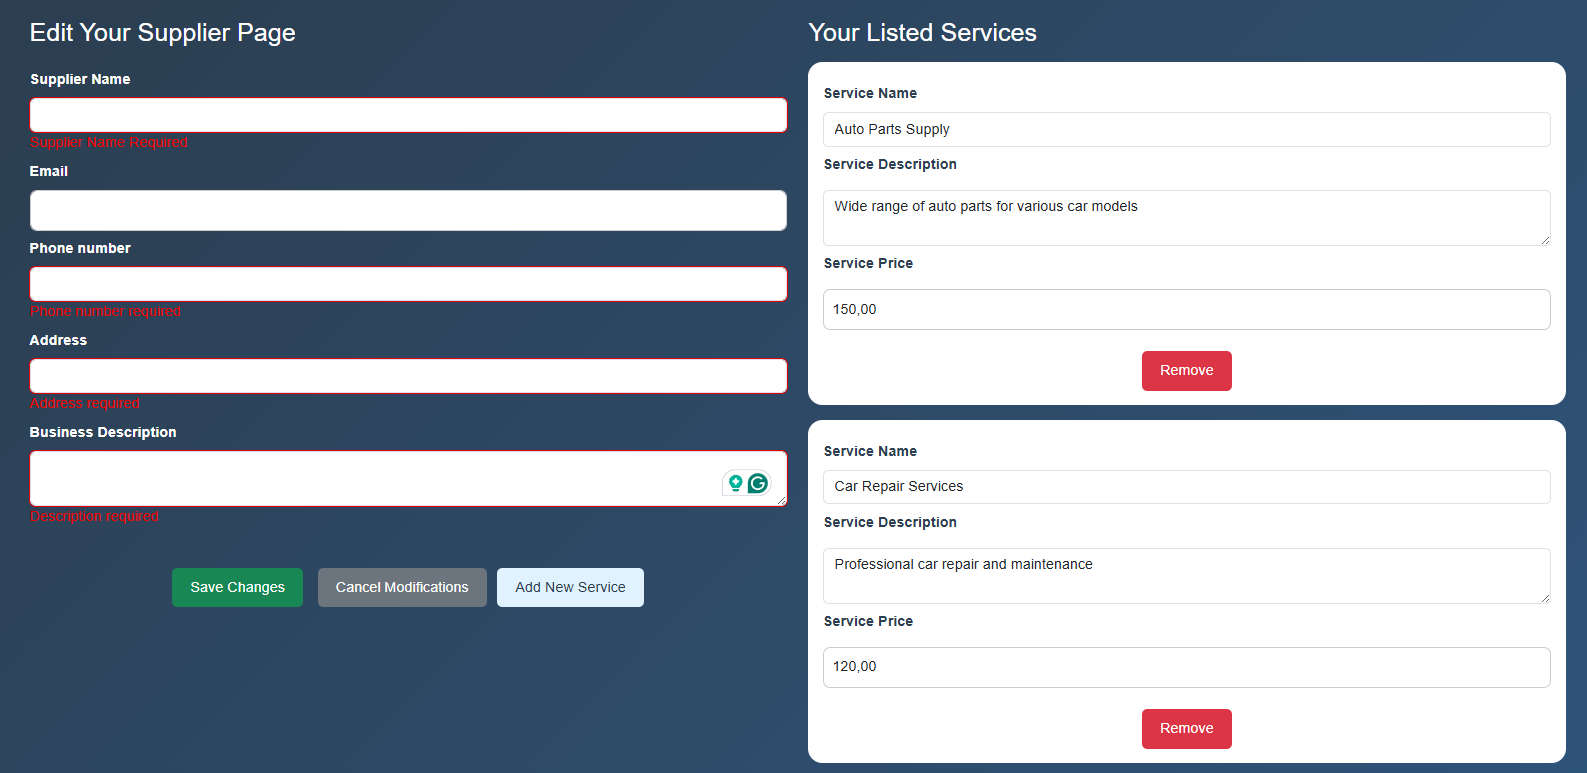 Edit Your Supplier Page
Supplier Name
Supplier Name Required
Email
Phone number
Phone number required
Address
Address required
Business Description
Description required
Save Changes
Cancel Modifications
Add New Service
Your Listed Services
Service Name
Auto Parts Supply
Service Description
Wide range of auto parts for various car models
Service Price
150,00
Remove
Service Name
Car Repair Services
Service Description
Professional car repair and maintenance
Service Price
120,00
Remove